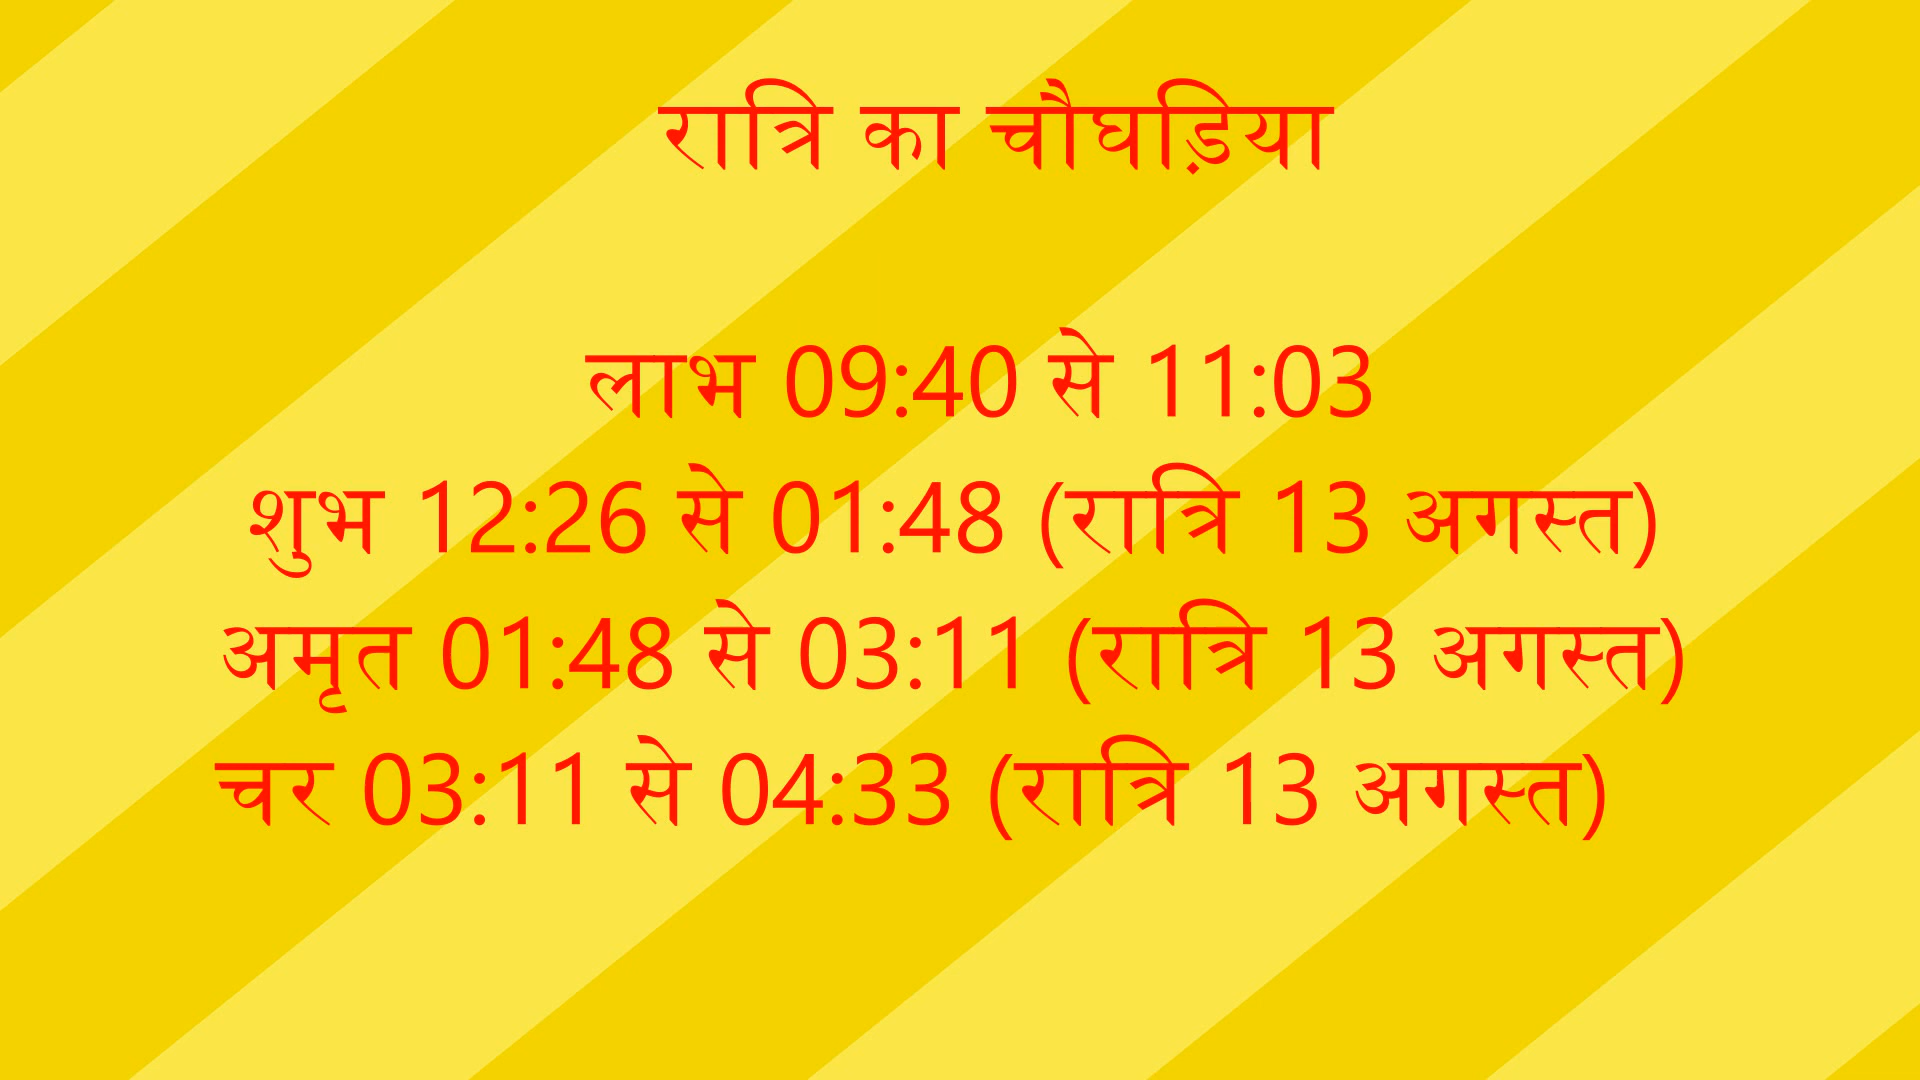 रात्रि का चौघड़िया
लाभ 09:40 से 11:03
शुभ 12:26 से 01:48 (रात्रि 13 अगस्त)
अमृत 01:48 से 03:11 (रात्रि 13 अगस्त)
चर 03:11 से 04:33 (रात्रि 13 अगस्त)